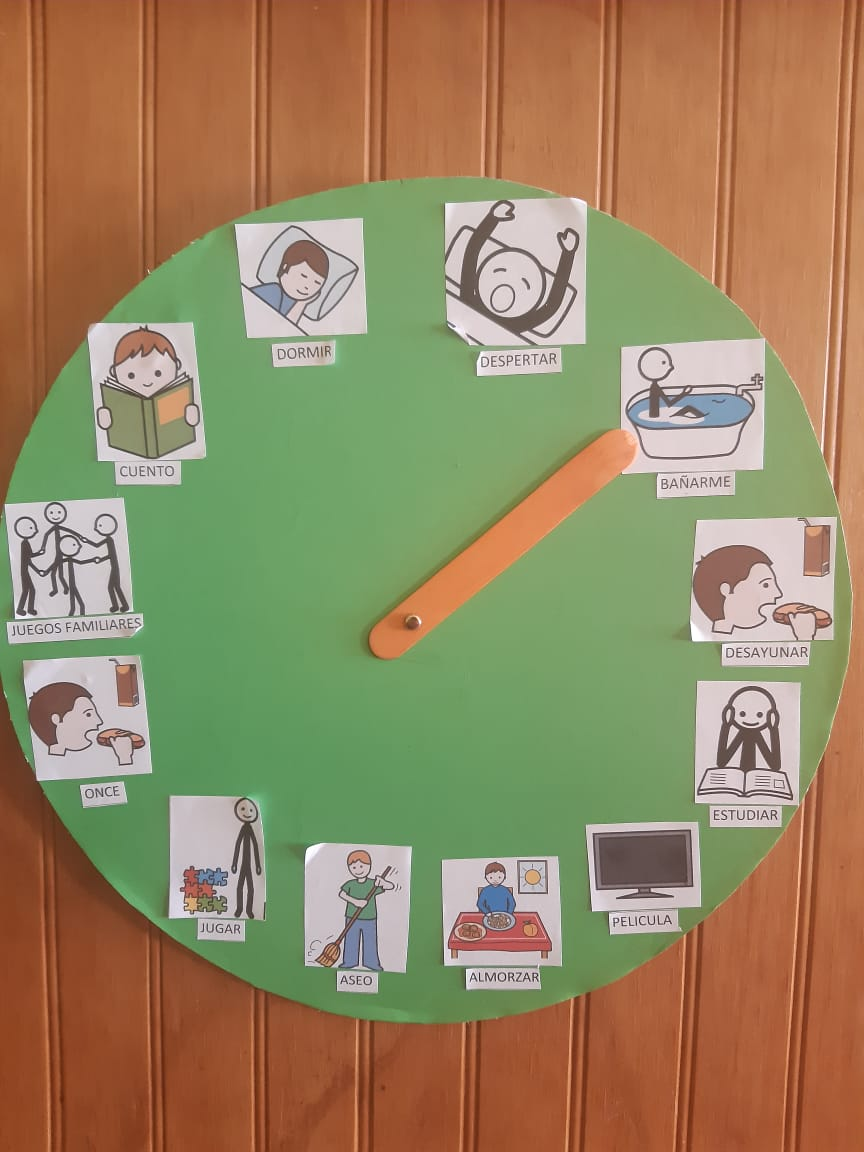 DESPERTAR
BAÑARME
DESAYUNAR
ESTUDIAR
PELICULA
ALMORZAR
ASEO
JUGAR
ONCE
JUEGOS FAMILIARES
CUENTO
DORMIR